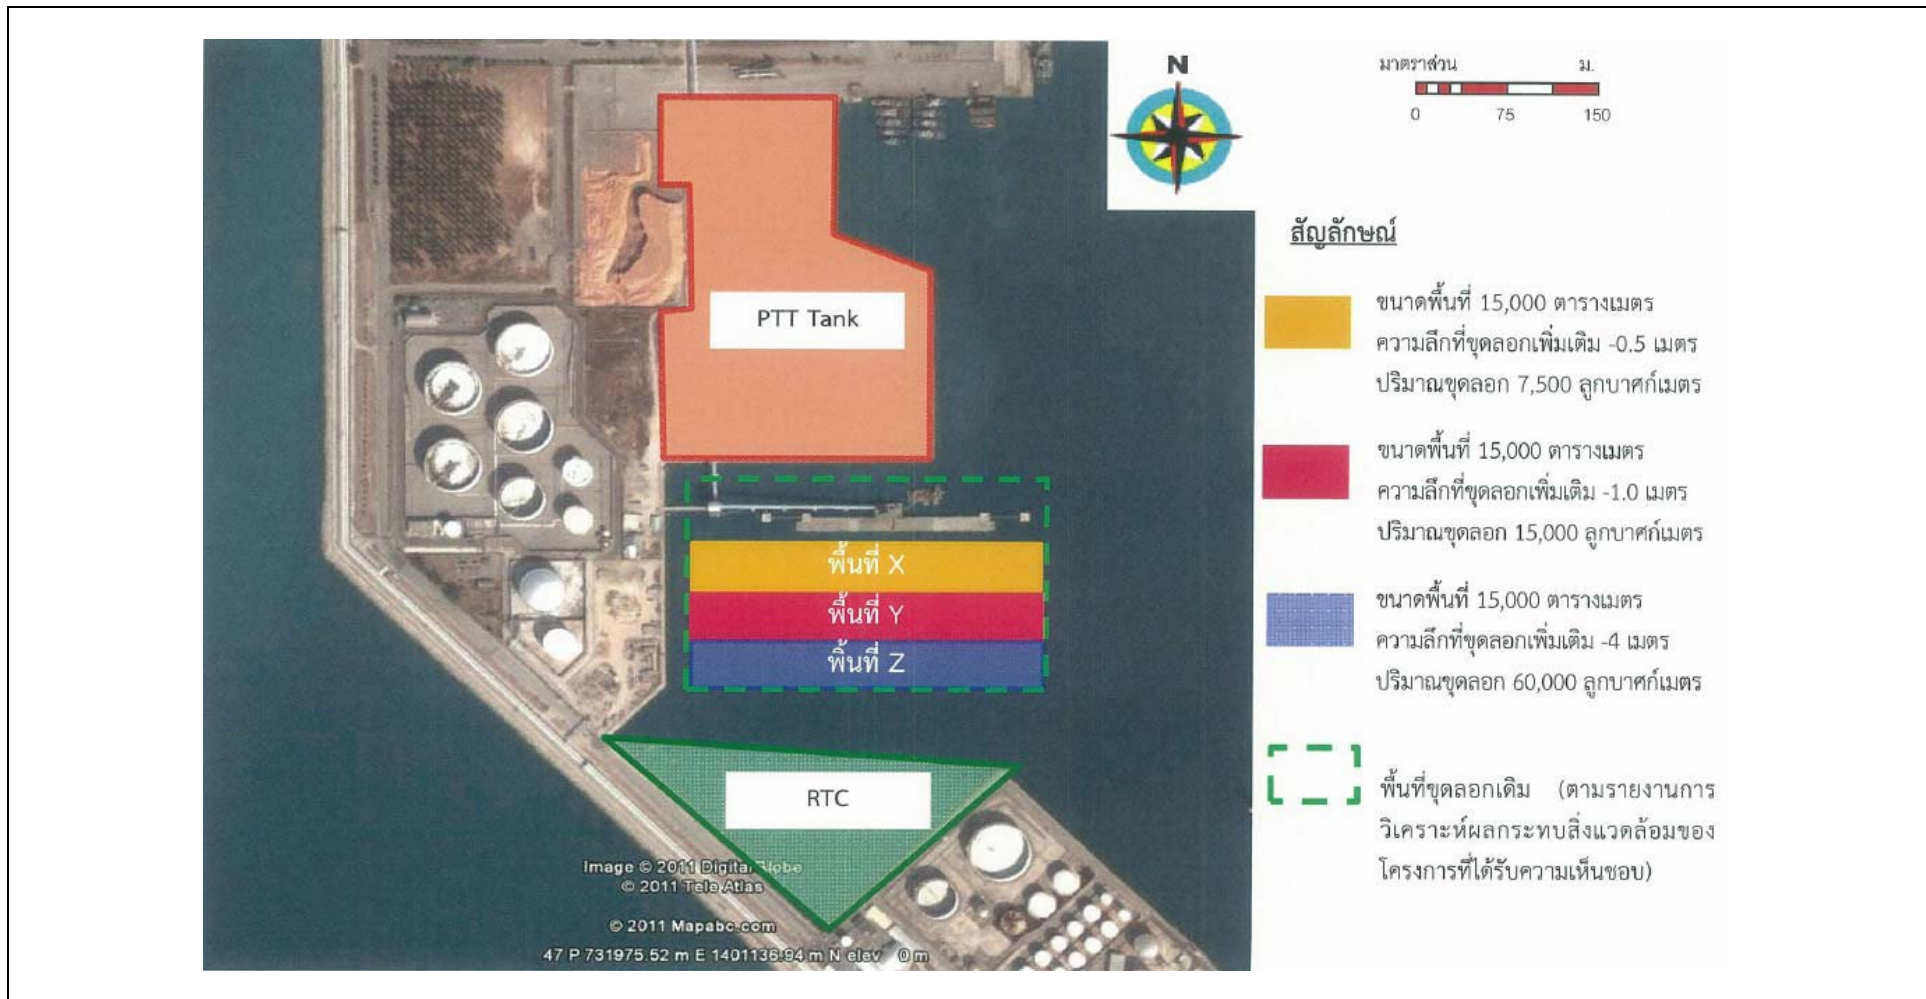 N
มาตราส่วน ม.
0 75 150
สัญลักษณ์
PTT Tank
ขนาดพื้นที่ 15,000 ตารางเมตร
ความลึกที่ขุดลอกเพิ่มเติม -0.5 เมตร
ปริมาณขุดลอก 7,500 ลูกบาศก์เมตร
ขนาดพื้นที่ 15,000 ตารางเมตร
ความลึกที่ขุดลอกเพิ่มเติม -1.0 เมตร
ปริมาณขุดลอก 15,000 ลูกบาศก์เมตร
พื้นที่ X
พื้นที่ Y
พื้นที่ Z
ขนาดพื้นที่ 15,000 ตารางเมตร
ความลึกที่ขุดลอกเพิ่มเติม -4 เมตร
ปริมาณขุดลอก 60,000 ลูกบาศก์เมตร
RTC
พื้นที่ขุดลอกเดิม (ตามรายงานการ
วิเคราะห์ผลกระทบสิ่งแวดล้อมของ
โครงการที่ได้รับความเห็นชอบ)
Image © 2011 Digital Globe
© 2011 Tele Atlas
© 2011 Mapabc.com
47 P 731975.52 m E 1401136.94 m N elev 0 m